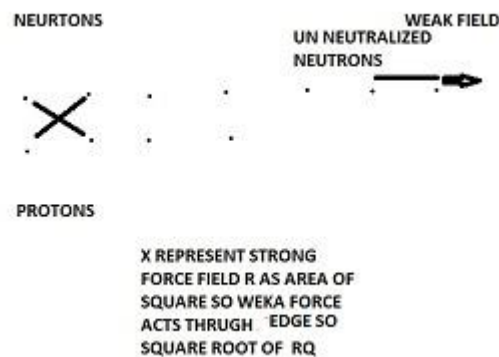 NEURTONS
WEAK FIELD
UN NEUTRALIZED
NEUTRONS
PROTONS
X REPRESENT STRONG
FORCE FIELD R AS AREA OF
SQUARE SO WEKA FORCE
ACTS THRUGH EDGE SO
SQUARE ROOT OF RQ